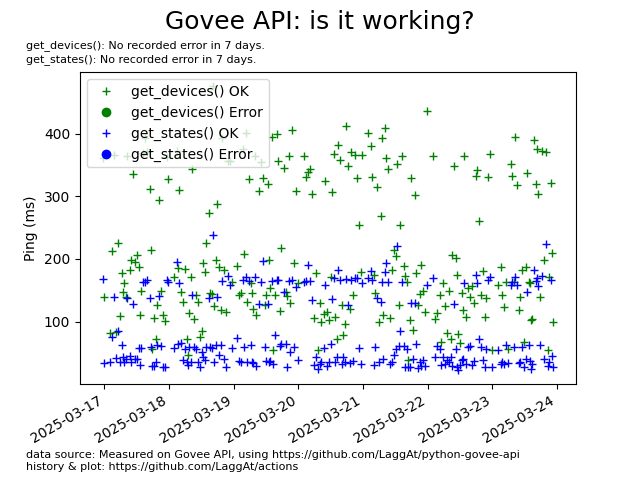 Govee API: is it working?
get_devices(): No recorded error in 7 days.
get_states(): No recorded error in 7 days.
get_devices() OK
get_devices() Error
get_states() OK
get_states() Error
Ping (ms)
400
300
200
100
2025-03-17
2025-03-18
2025-03-19
2025-03-20
2025-03-21
2025-03-22
2025-03-23
2025-03-24
data source: Measured on Govee API, using https://github.com/LaggAt/python-govee-api
history & plot: https://github.com/LaggAt/actions